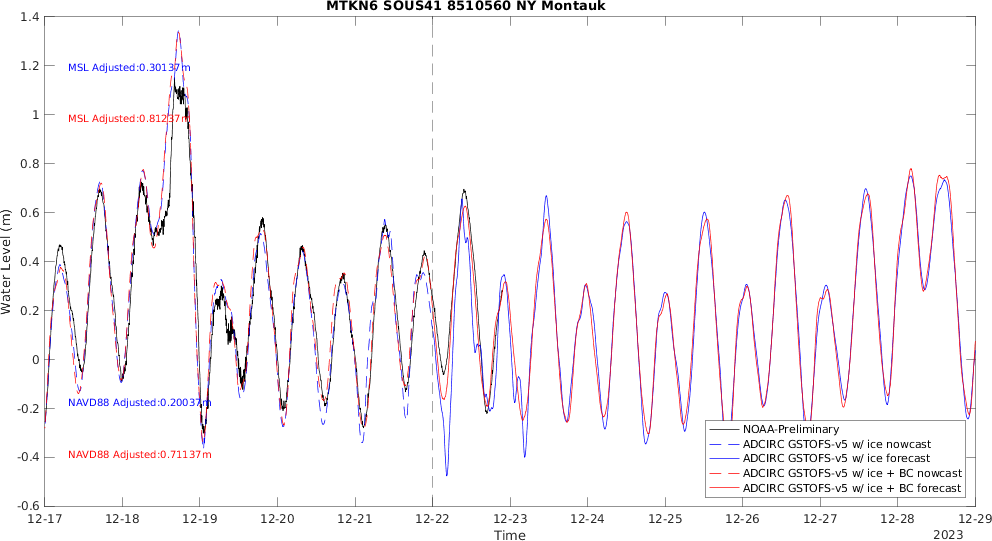 MTKN6 SOUS41 8510560 NY Montauk
1.4
1.2
1
0.8
0.6
0.4
0.2
0
-0.2
-0.4
-0.6
Water Level (m)
MSL Adjusted:0.30137m
MSL Adjusted:0.81237m
NAVD88 Adjusted:0.20037m
NAVD88 Adjusted:0.71137m
NOAA-Preliminary
ADCIRC GSTOFS-v5 w/ ice nowcast
ADCIRC GSTOFS-v5 w/ ice forecast
ADCIRC GSTOFS-v5 w/ ice + BC nowcast
ADCIRC GSTOFS-v5 w/ ice + BC forecast
12-17 12-18 12-19 12-20 12-21 12-22 12-23 12-24 12-25 12-26 12-27 12-28 12-29
Time
2023